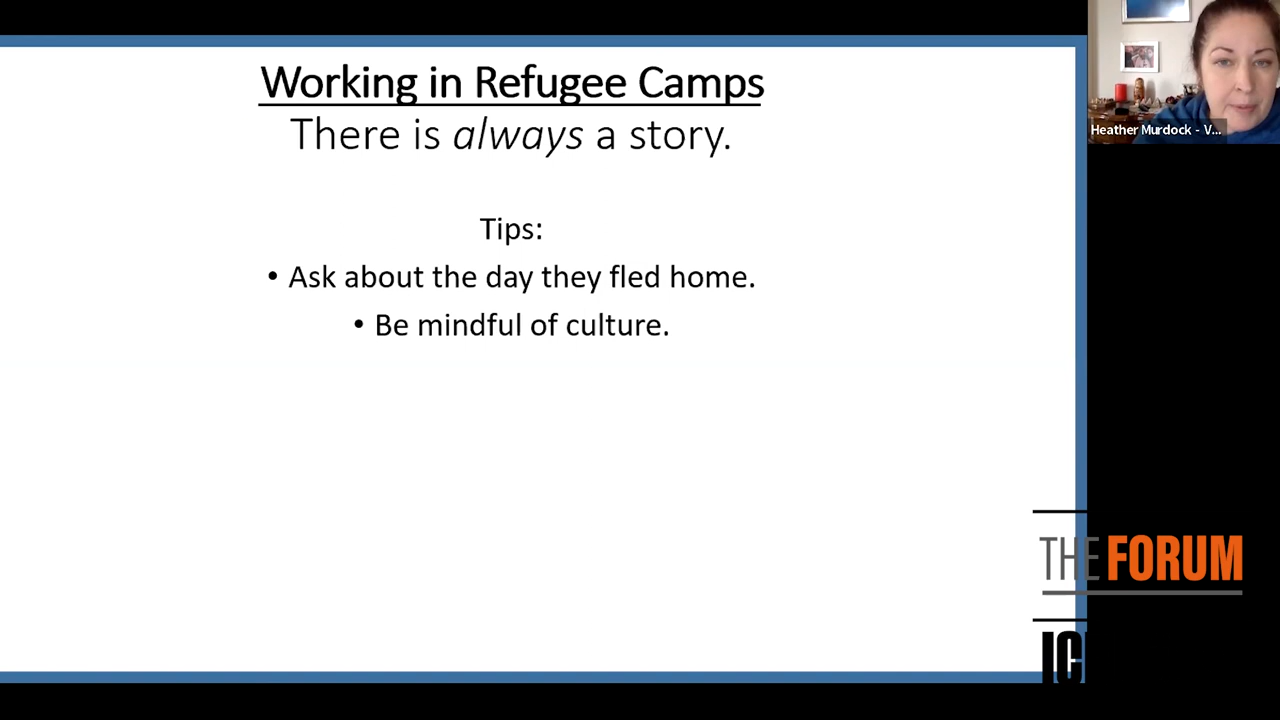 Working in Refugee Camps
There is always a story.
Tips:
• Ask about the day they fled home.
• Be mindful of culture.
Heather Murdock - V...
THE FORUM